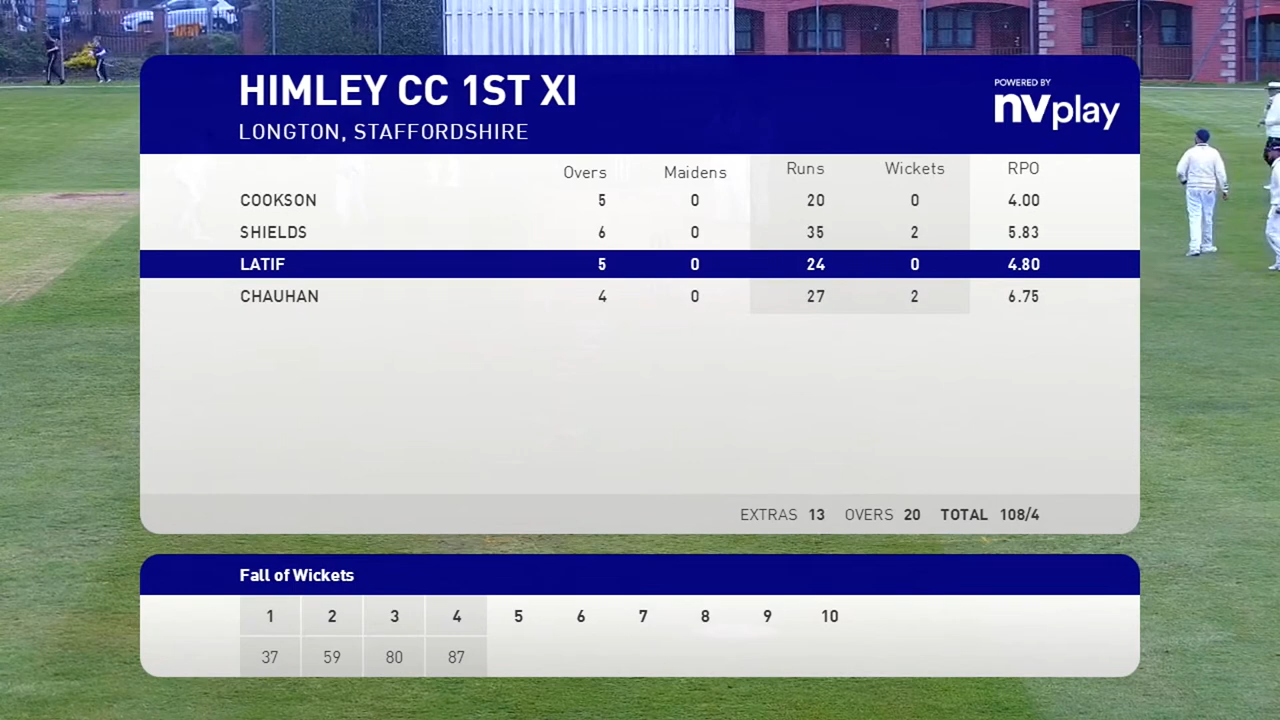 HIMLEY CC 1ST XI
LONGTON, STAFFORDSHIRE
POWERED BY
nvplay
Overs Maidens Runs Wickets RPO
COOKSON 5 0 20 0 4.00
SHIELDS 6 0 35 2 5.83
LATIF 5 0 24 0 4.80
CHAUHAN 4 0 27 2 6.75
EXTRAS 13 OVERS 20 TOTAL 108/4
Fall of Wickets
1 2 3 4 5 6 7 8 9 10
37 59 80 87